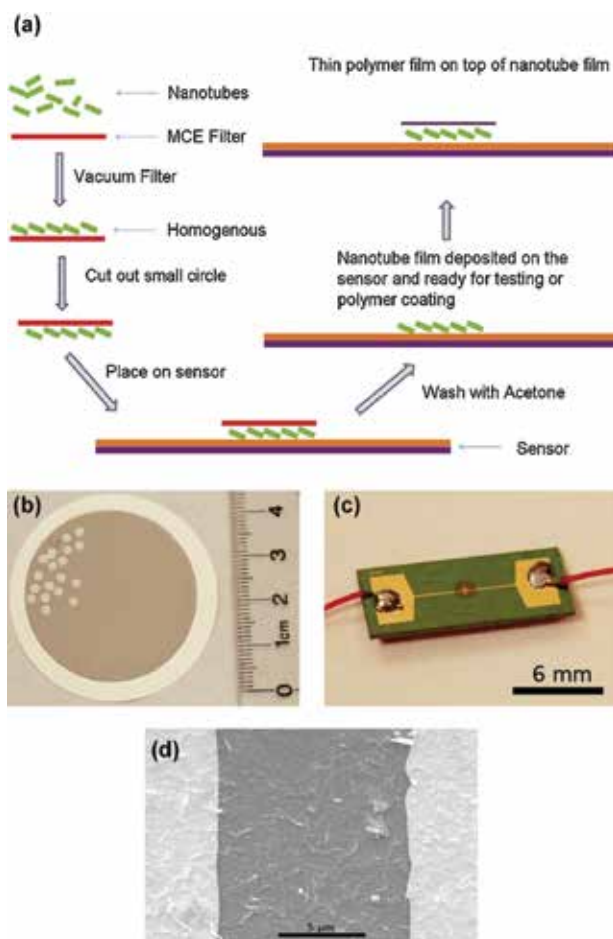 (a)
Nanotubes
MCE Filter
Vacuum Filter
Homogenous
Cut out small circle
Place on sensor
Thin polymer film on top of nanotube film
Nanotube film deposited on the
sensor and ready for testing or
polymer coating
Wash with Acetone
Sensor
(b)
4
3
2
1cm
0
(c)
6 mm
(d)
5 µm